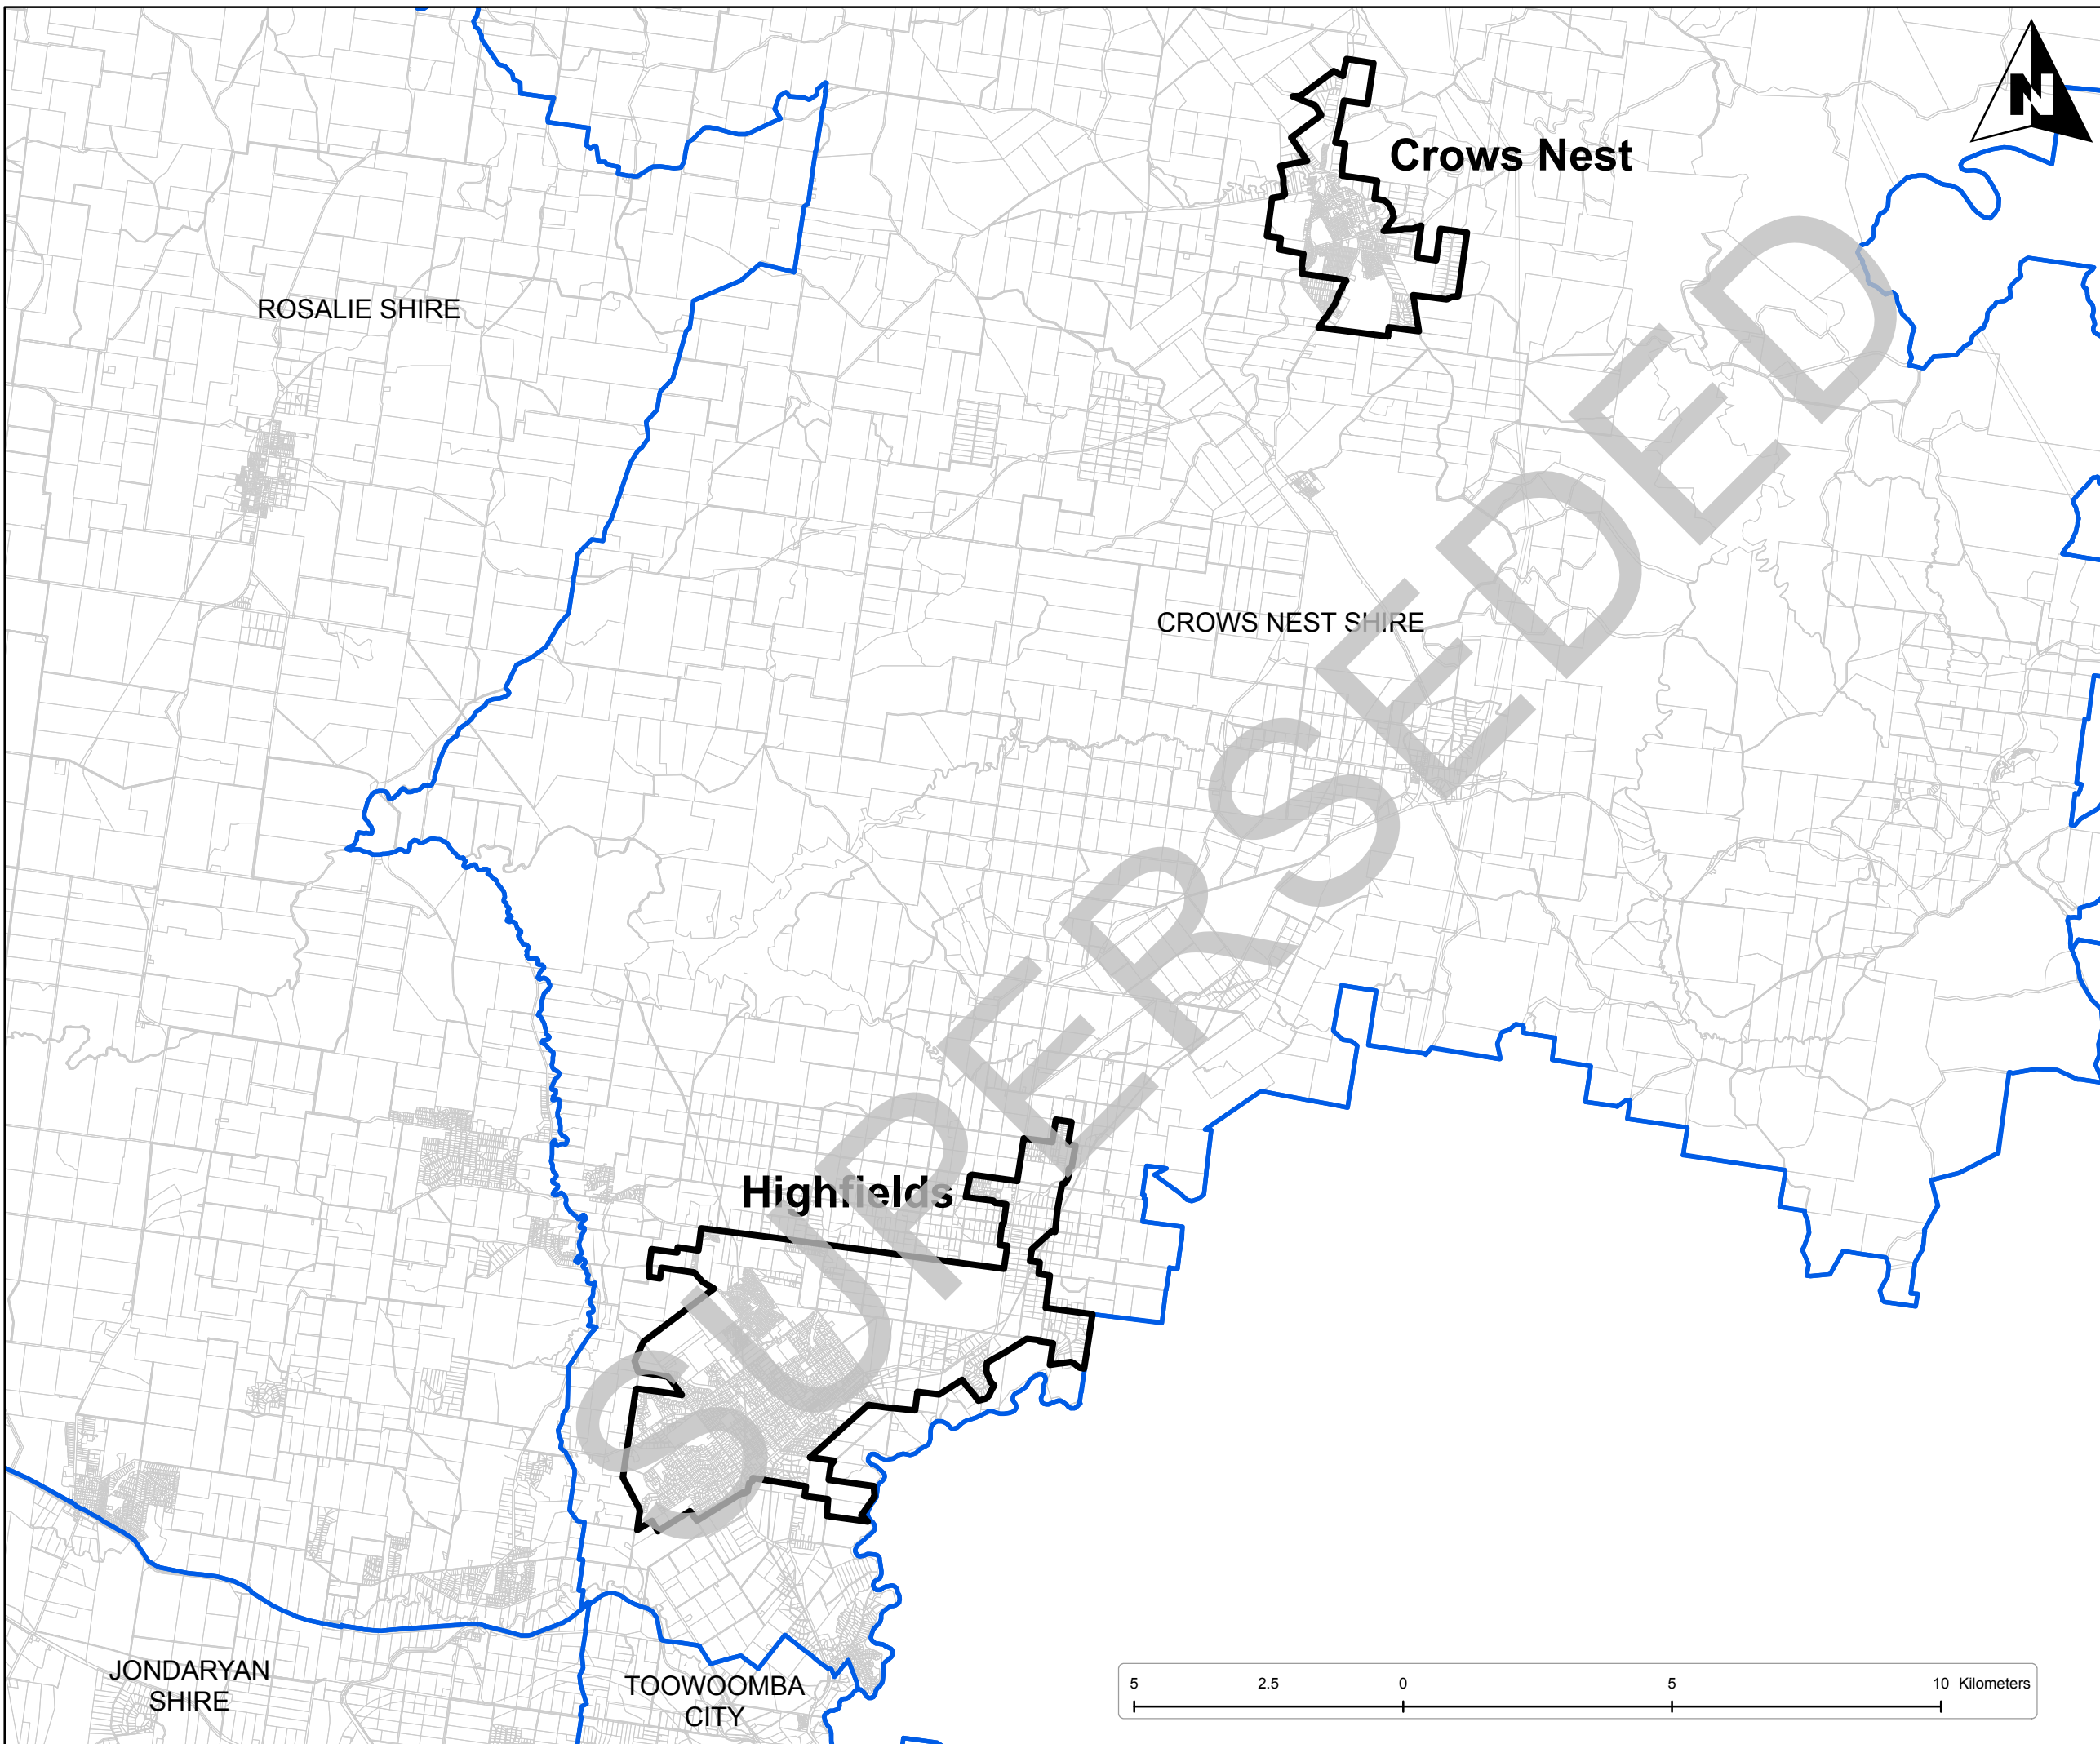 N
Crows Nest
ROSALIE SHIRE
CROWS NEST SHIRE
SUPERSEDED
Highfields
JONDARYAN
SHIRE
TOOWOOMBA
CITY
5 2.5 0 5 10 Kilometers